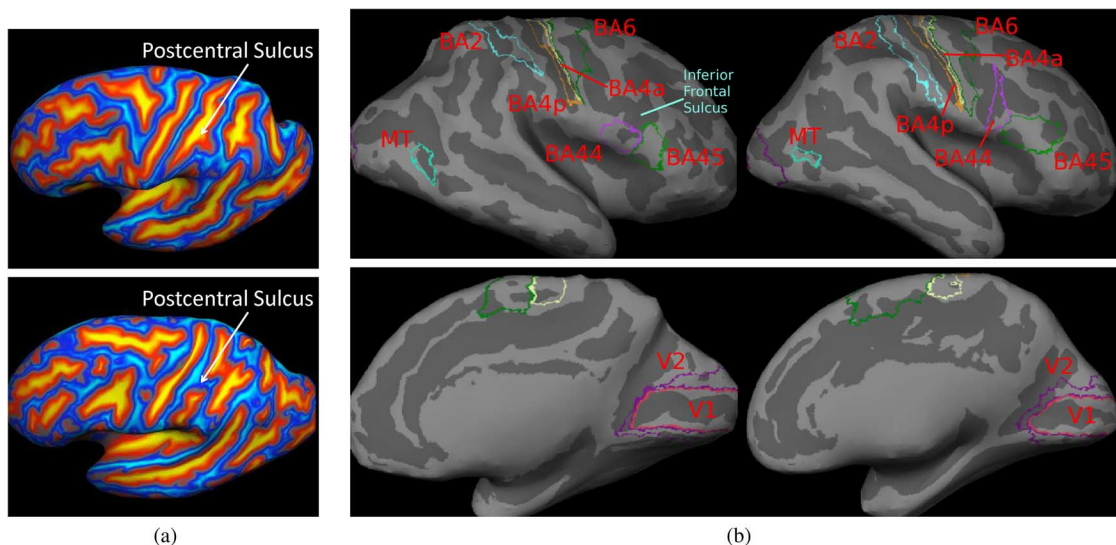 Postcentral Sulcus
Postcentral Sulcus
(a)
BA2
BA6
BA4a
Inferior
Frontal
Sulcus
BA4p
MT
BA44
BA45
BA2
BA6
BA4a
BA4p
MT
BA44
BA45
V2
V1
V2
V1
(b)